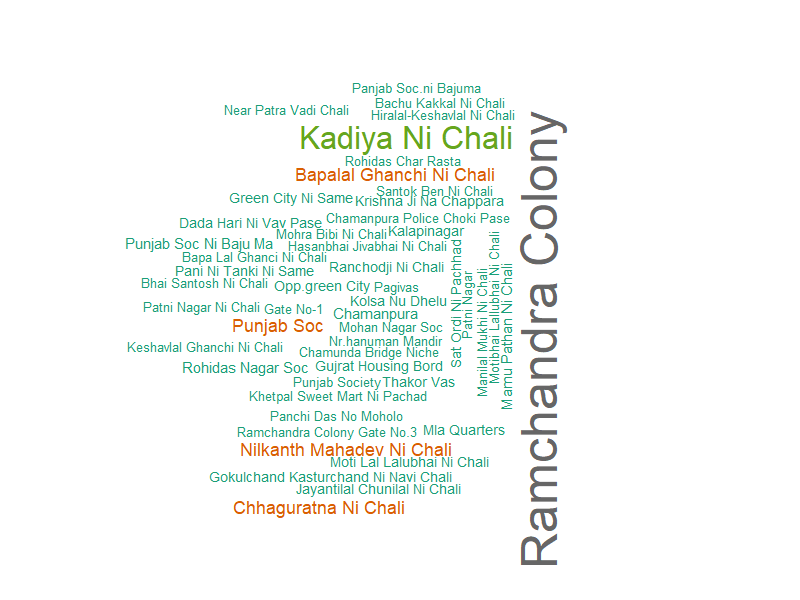 Panjab Soc.ni Bajuma
Bachu Kakkal Ni Chali
Near Patra Vadi Chali
Hiralal-Keshavlal Ni Chali
Kadiya Ni Chali
Rohidas Char Rasta
Bapalal Ghanchi Ni Chali
Santok Ben Ni Chali
Green City Ni Same
Krishna Ji Na Chappara
Chamanpura Police Choki Pase
Dada Hari Ni Vav Pase
Kalapinagar
Mohra Bibi Ni Chali
Punjab Soc Ni Baju Ma
Hasanbhai Jivabhai Ni Chali
Bapa Lal Ghanci Ni Chali
Ranchodji Ni Chali
Pani Ni Tanki Ni Same
Bhai Santosh Ni Chali
Opp.green City
Pagivas
Kolsa Nu Dhelu
Patni Nagar Ni Chali
Gate No-1
Chamanpura
Punjab Soc
Mohan Nagar Soc
Nr.hanuman Mandir
Keshavlal Ghanchi Ni Chali
Chamunda Bridge Niche
Rohidas Nagar Soc
Gujrat Housing Bord
Punjab Society
Thakor Vas
Khetpal Sweet Mart Ni Pachad
Panchi Das No Moholo
Ramchandra Colony Gate No.3
Mla Quarters
Nilkanth Mahadev Ni Chali
Moti Lal Lalubhai Ni Chali
Gokulchand Kasturchand Ni Navi Chali
Jayantilal Chunilal Ni Chali
Chhaguratna Ni Chali
Sat Ordi Ni Pachhad
Patni Nagar
Manilal Mukhi Ni Chali
Motibhai Lallubhai Ni Chali
Mamu Pathan Ni Chali
Ramchandra Colony